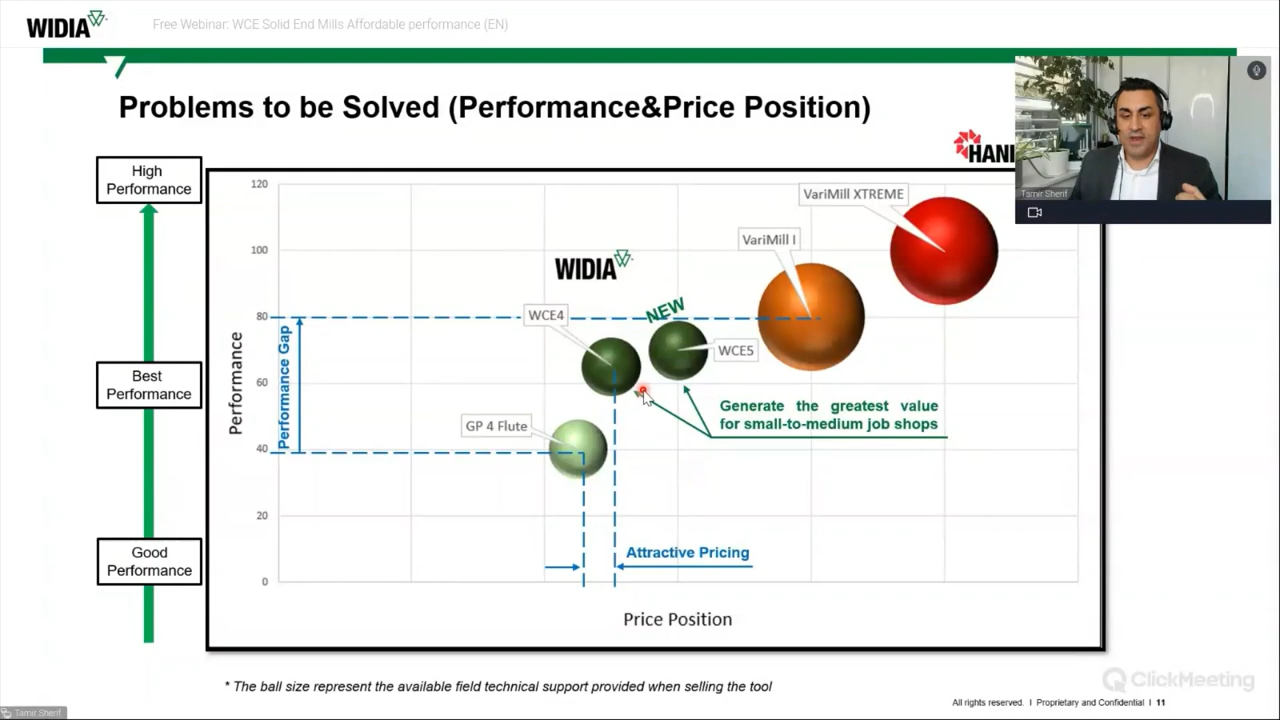 WIDIA
Free Webinar: WCE Solid End Mills Affordable performance (EN)
Problems to be Solved (Performance&Price Position)
Tamir Sherif
High
Performance
Best
Performance
Good
Performance
Performance
120
100
80
60
40
20
0
Performance Gap
WIDIA
VariMill XTREME
VariMill I
WCE4
NEW
WCE5
GP 4 Flute
Generate the greatest value
for small-to-medium job shops
Attractive Pricing
Price Position
* The ball size represent the available field technical support provided when selling the tool
ClickMeeting
All rights reserved. I Proprietary and Confidential I 11
Tamir Sherif